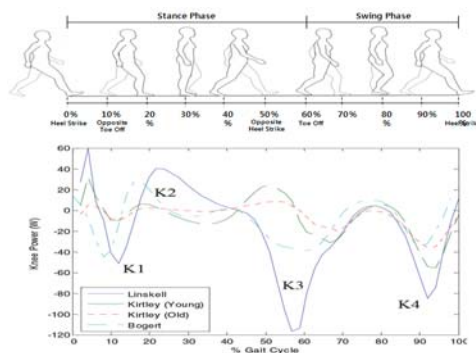 Stance Phase Swing Phase
0% 10% 20 30% 40 50% 60% 70% 80% 90% 100%
% %
Heel Strike Opposite Toe Off Opposite Heel Strike Toe Off
Knee Power (W)
60
40
20
0
-20
-40
-60
-80
-100
-120
K1
K2
K3
K4
Linskell
Kirtley (Young)
Kirtley (Old)
Bogert
0 10 20 30 40 50 60 70 80 90 100
% Gait Cycle